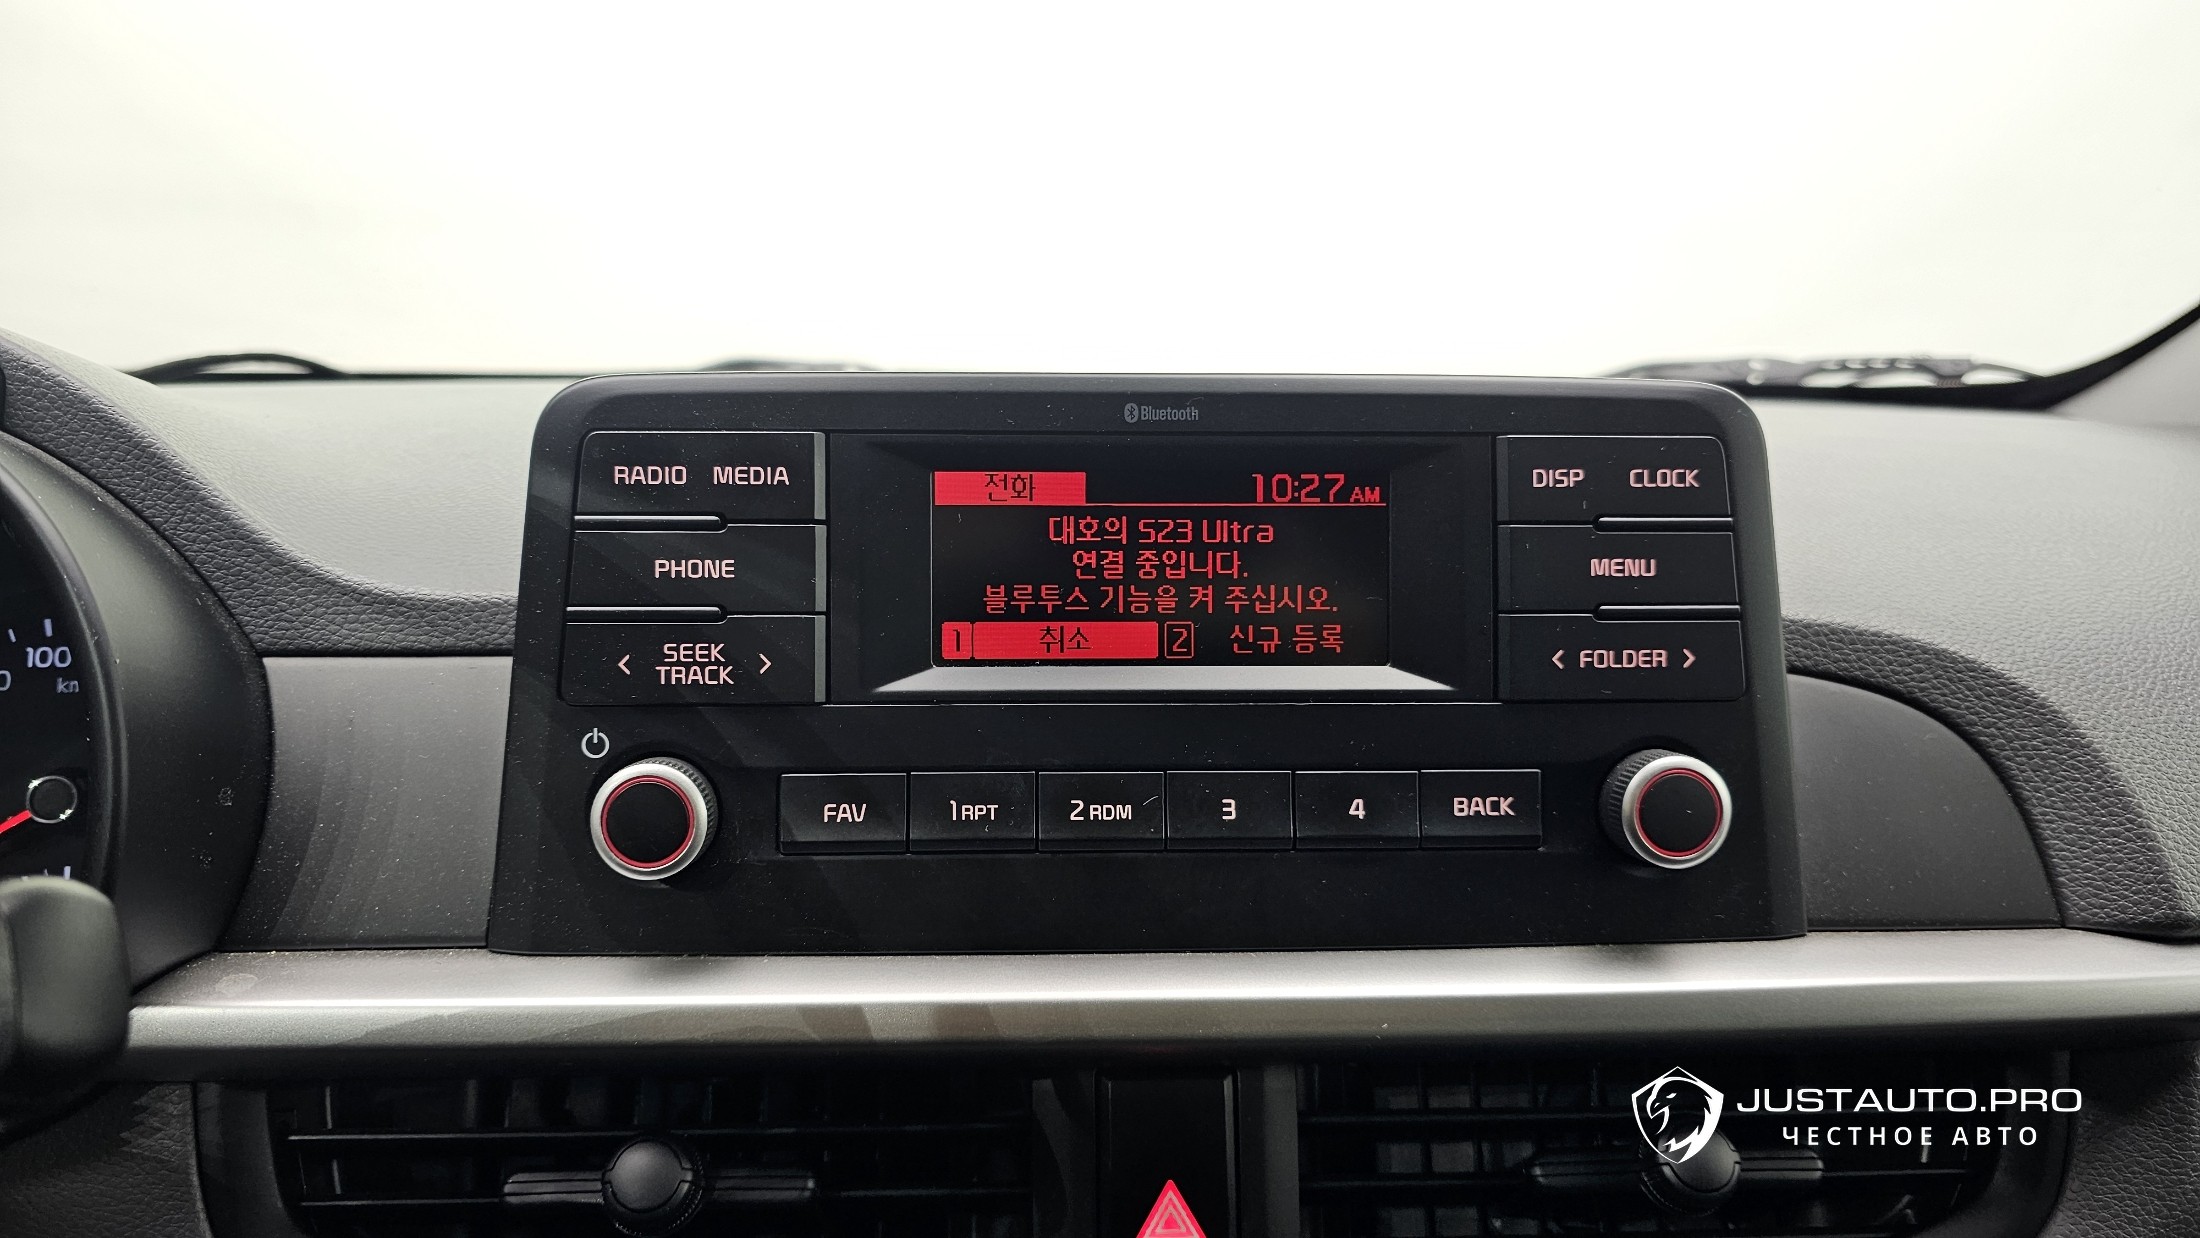 Bluetooth
RADIO MEDIA
PHONE
< SEEK TRACK >
전화 10:27 AM
대호의 S23 Ultra
연결 중입니다.
블루투스 기능을 켜 주십시오.
1 취소 2 신규 등록
DISP CLOCK
MENU
< FOLDER >
100
km
FAV 1 RPT 2 RDM 3 4 BACK
JUSTAUTO.PRO
ЧЕСТНОЕ АВТО